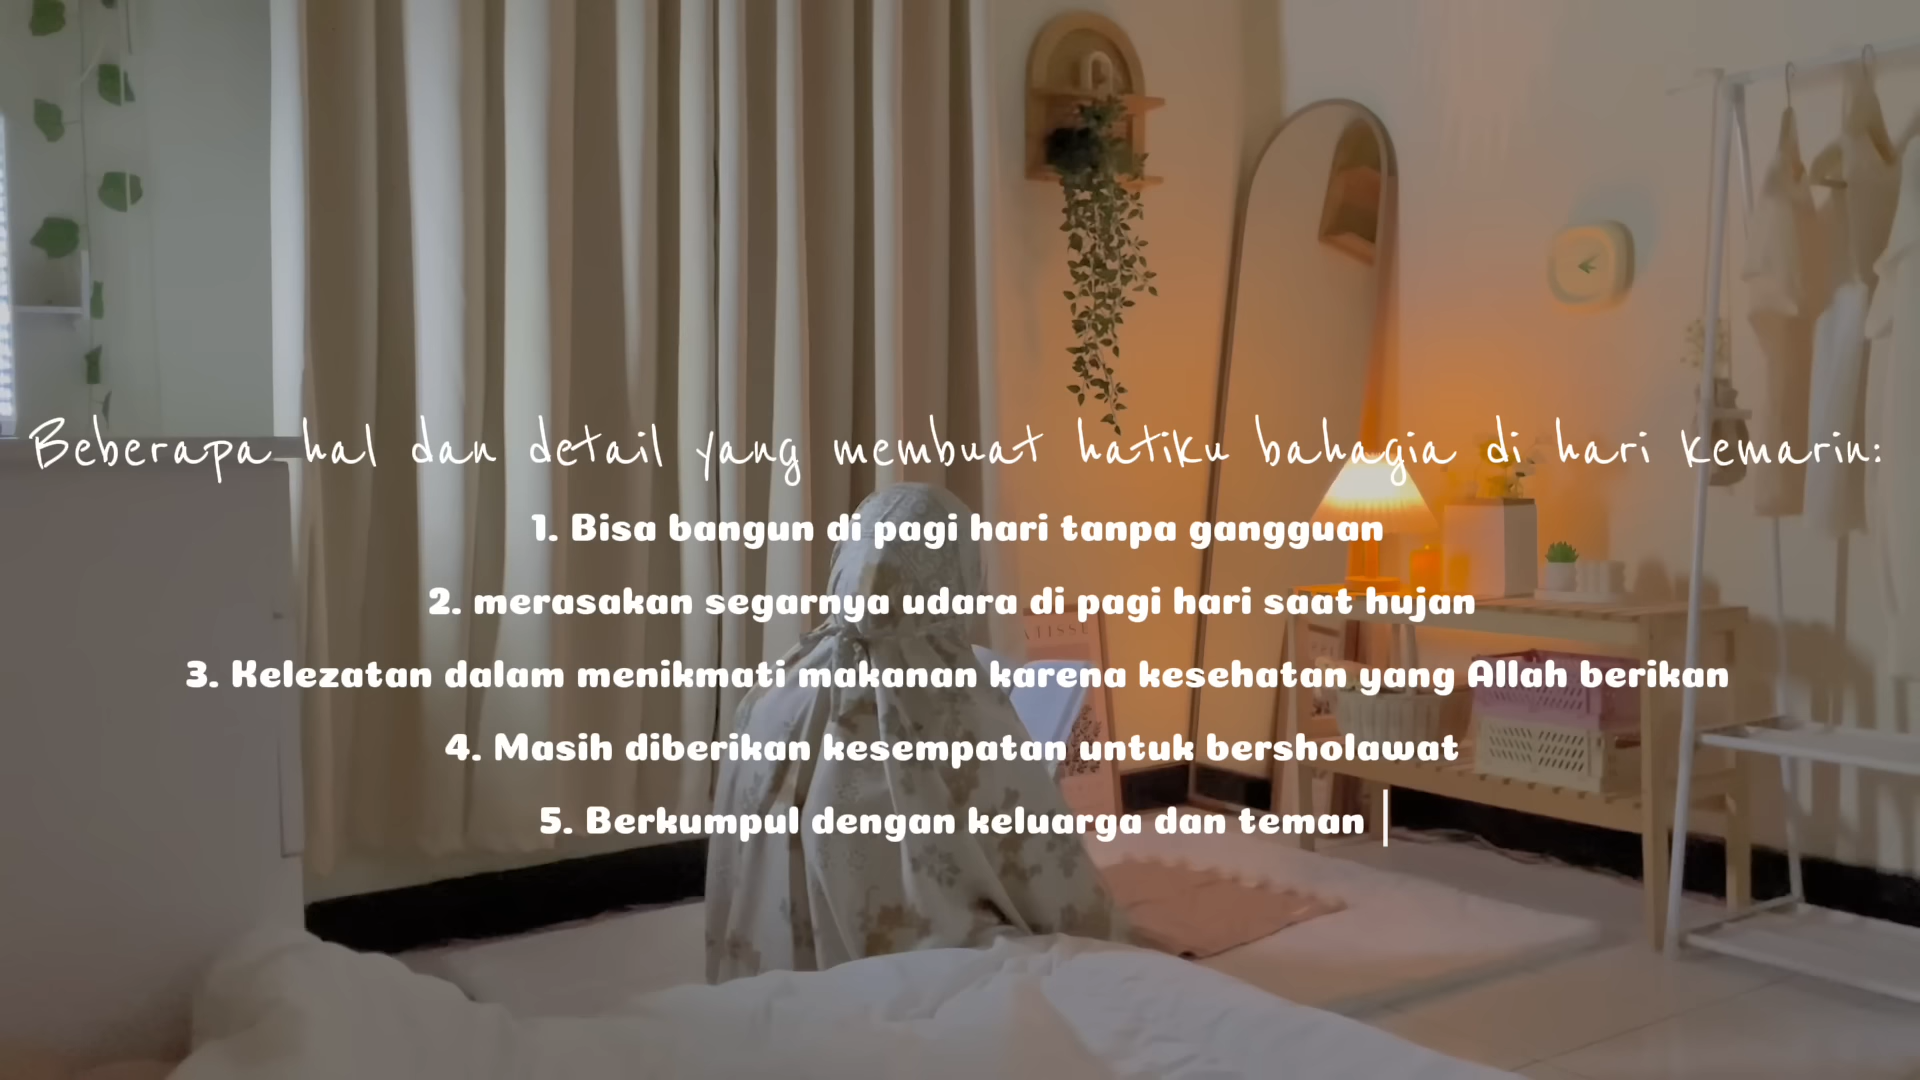 Beberapa hal dan detail yang membuat hatiku bahagia di hari kemarin:
1. Bisa bangun di pagi hari tanpa gangguan
2. merasakan segarnya udara di pagi hari saat hujan
3. Kelezatan dalam menikmati makanan karena kesehatan yang Allah berikan
4. Masih diberikan kesempatan untuk bersholawat
5. Berkumpul dengan keluarga dan teman